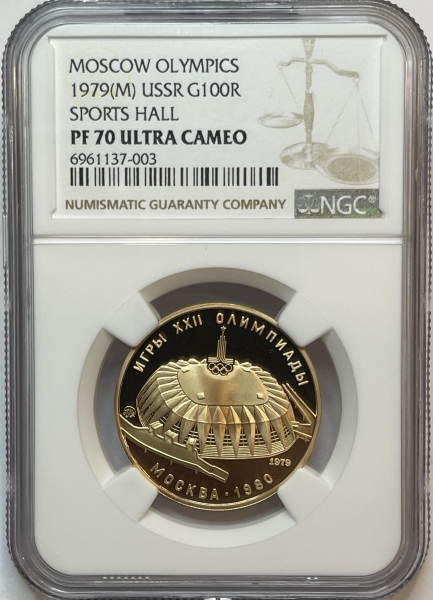 MOSCOW OLYMPICS
1979(M) USSR G100R
SPORTS HALL
PF 70 ULTRA CAMEO
6961137-003
NUMISMATIC GUARANTY COMPANY
NGC®
ИГРЫ XXII ОЛИМПИАДЫ
1979
МОСКВА · 1980